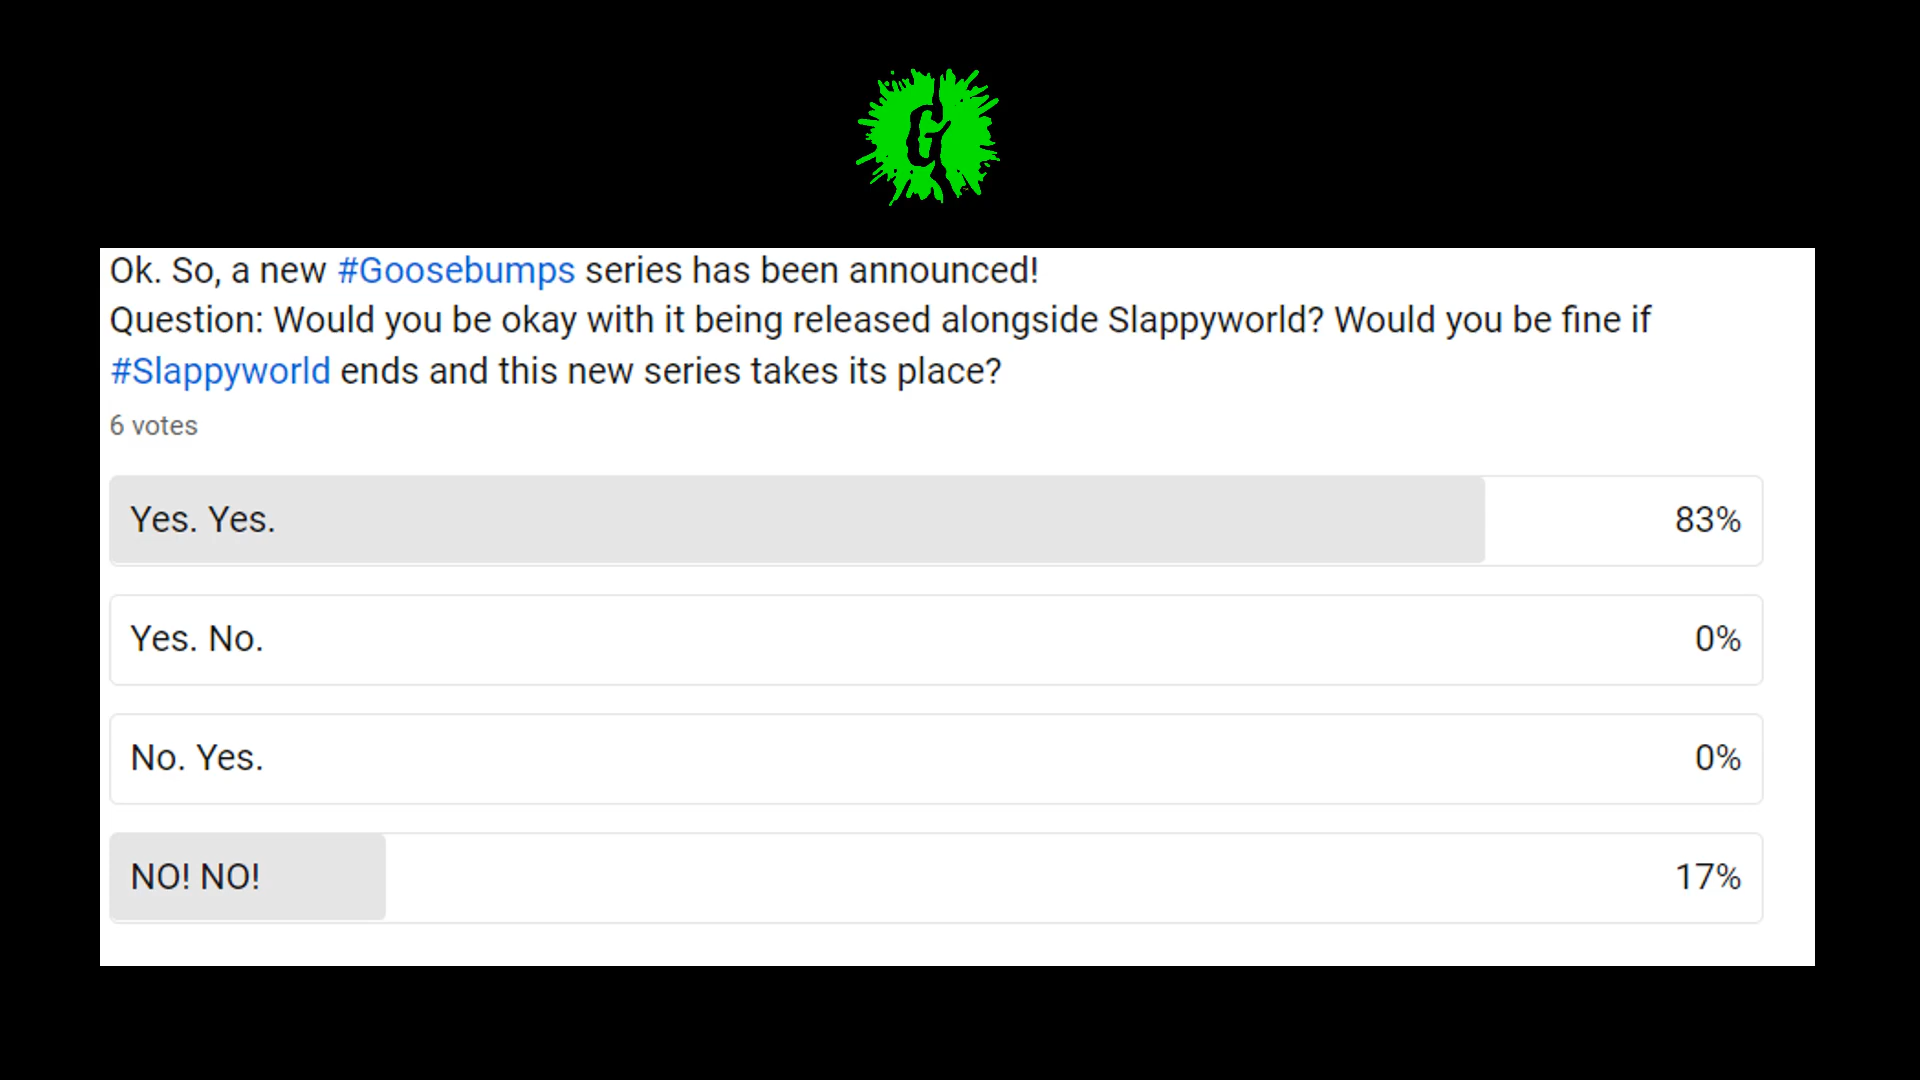 G
Ok. So, a new #Goosebumps series has been announced!
Question: Would you be okay with it being released alongside Slappyworld? Would you be fine if
#Slappyworld ends and this new series takes its place?
6 votes
Yes. Yes. 83%
Yes. No. 0%
No. Yes. 0%
NO! NO! 17%